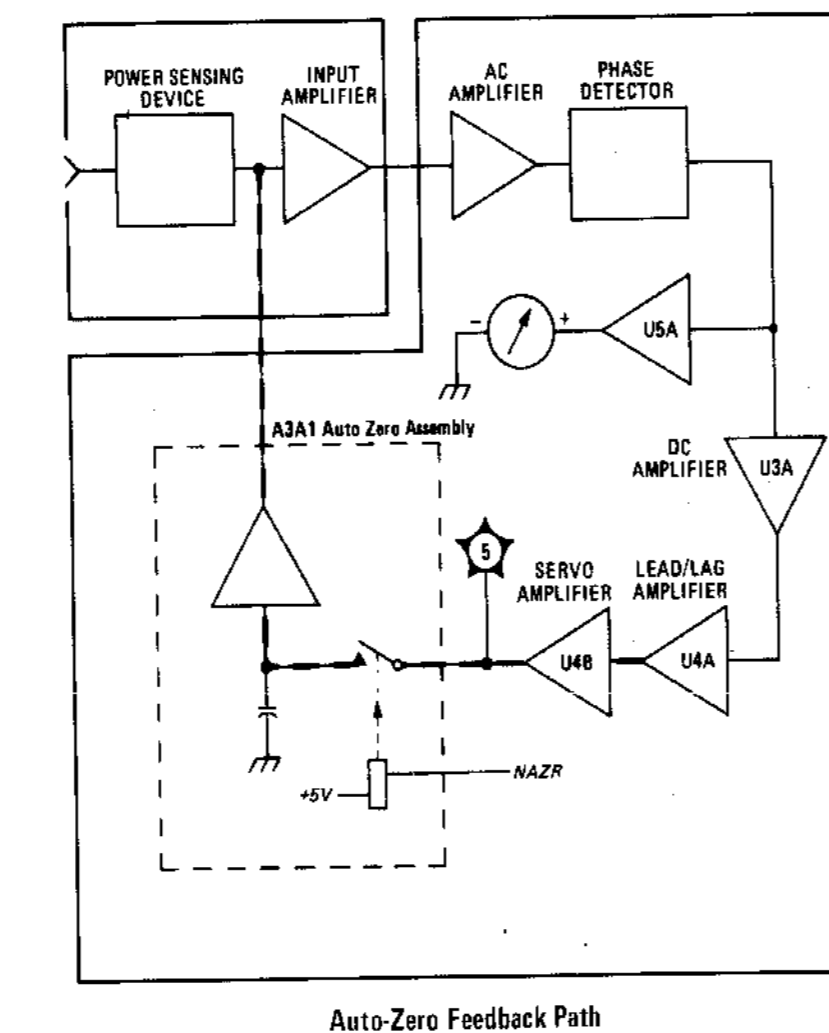 POWER SENSING
DEVICE
INPUT
AMPLIFIER
AC
AMPLIFIER
PHASE
DETECTOR
−
+
U5A
A3A1 Auto Zero Assembly
DC
AMPLIFIER
U3A
5
SERVO
AMPLIFIER
LEAD/LAG
AMPLIFIER
U4B
U4A
+5V
NAZR
Auto-Zero Feedback Path